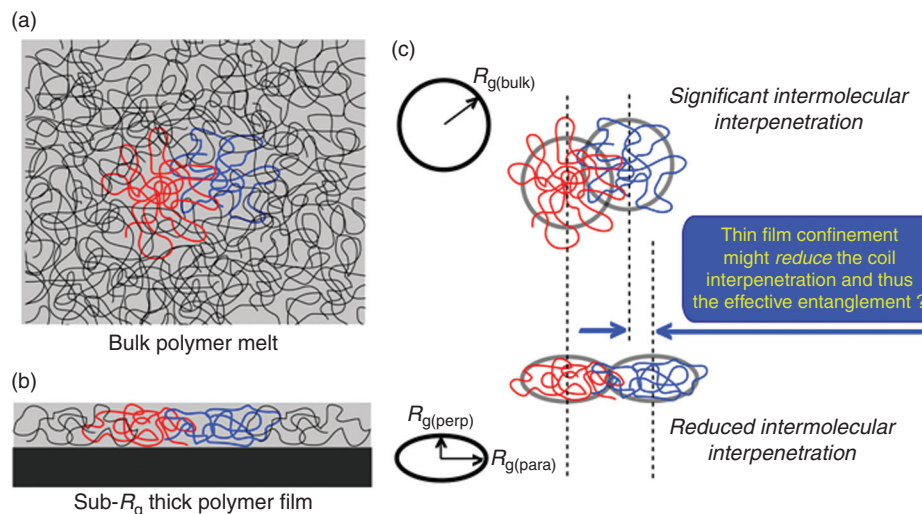 (a)
Bulk polymer melt
(b)
Sub-Rg thick polymer film
(c)
Rg(bulk)
Significant intermolecular
interpenetration
Thin film confinement
might reduce the coil
interpenetration and thus
the effective entanglement ?
Rg(perp)
Rg(para)
Reduced intermolecular
interpenetration